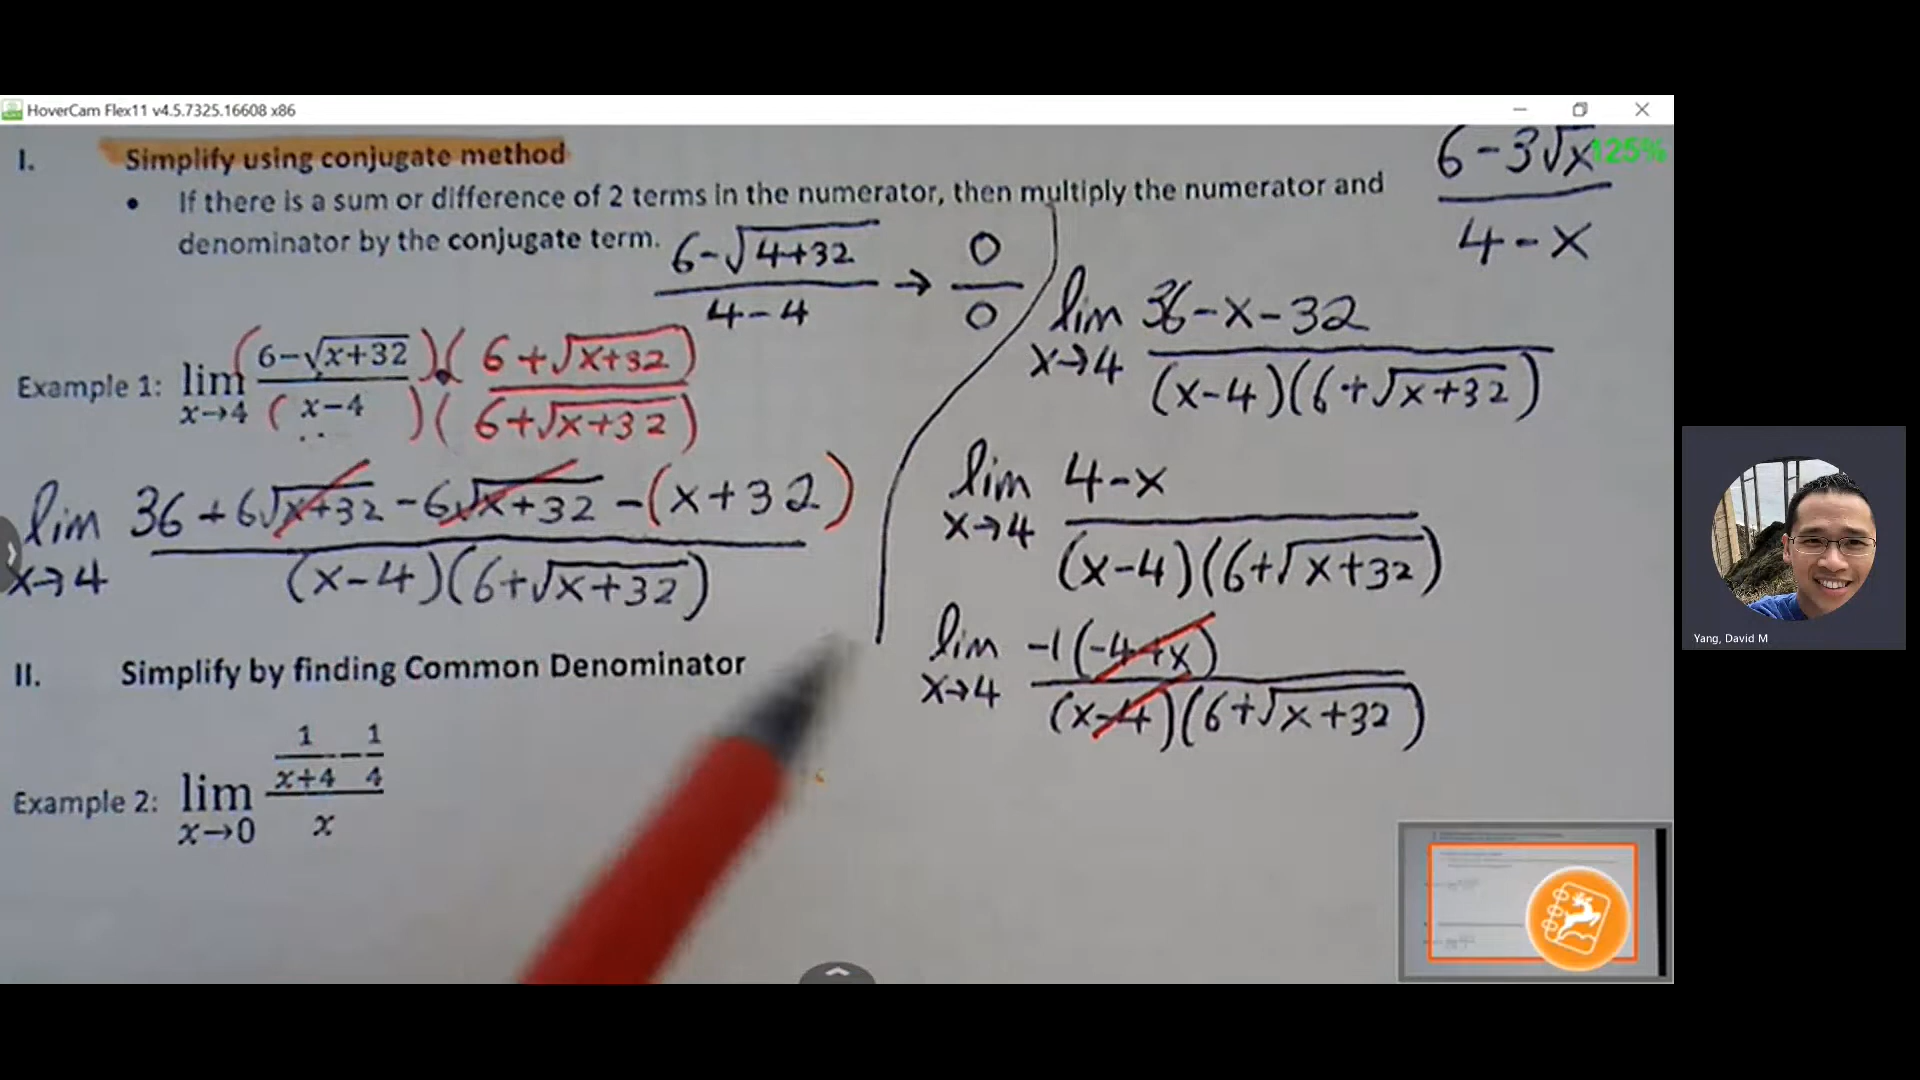 HoverCam Flex11 v4.5.7325.16608 x86
125%
I. Simplify using conjugate method
• If there is a sum or difference of 2 terms in the numerator, then multiply the numerator and
denominator by the conjugate term.
6-√(4+32)
4-4
→
0
0
Example 1: lim x→4
(6-√x+32)(6+√x+32)
(x-4)(6+√x+32)
lim x→4
36+6√x+32-6√x+32-(x+32)
(x-4)(6+√x+32)
6-3√x
4-x
lim x→4
36-x-32
(x-4)(6+√x+32)
lim x→4
4-x
(x-4)(6+√x+32)
lim x→4
-1(-4+x)
(x-4)(6+√x+32)
II. Simplify by finding Common Denominator
Example 2: lim x→0
1/x+4 - 1/4
x
Yang, David M